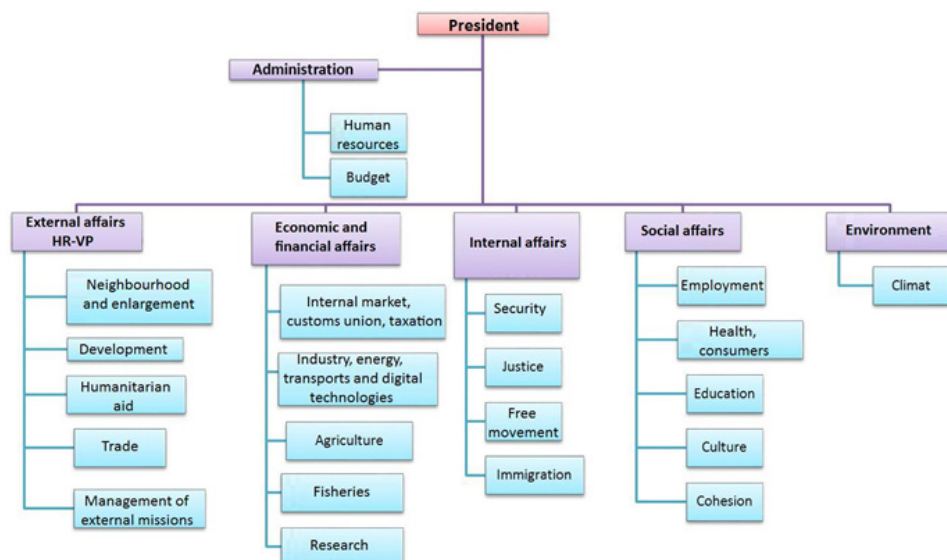 President
Administration
Human
resources
Budget
External affairs
HR-VP
Neighbourhood
and enlargement
Development
Humanitarian
aid
Trade
Management of
external missions
Economic and
financial affairs
Internal market,
customs union, taxation
Industry, energy,
transports and digital
technologies
Agriculture
Fisheries
Research
Internal affairs
Security
Justice
Free
movement
Immigration
Social affairs
Employment
Health,
consumers
Education
Culture
Cohesion
Environment
Climat